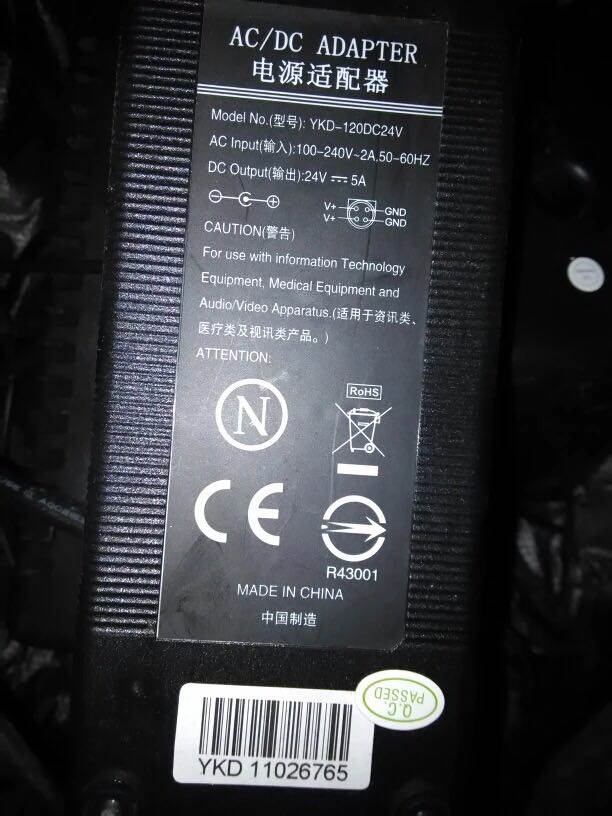 AC/DC ADAPTER
电源适配器
Model No.(型号): YKD-120DC24V
AC Input(输入):100-240V~2A,50-60HZ
DC Output(输出):24V ⎓ 5A
V+ GND
V+ GND
CAUTION(警告)
For use with information Technology
Equipment, Medical Equipment and
Audio/Video Apparatus.(适用于资讯类、
医疗类及视讯类产品。)
ATTENTION:
N
RoHS
CE
R43001
MADE IN CHINA
中国制造
Q.C.
PASSED
YKD 11026765